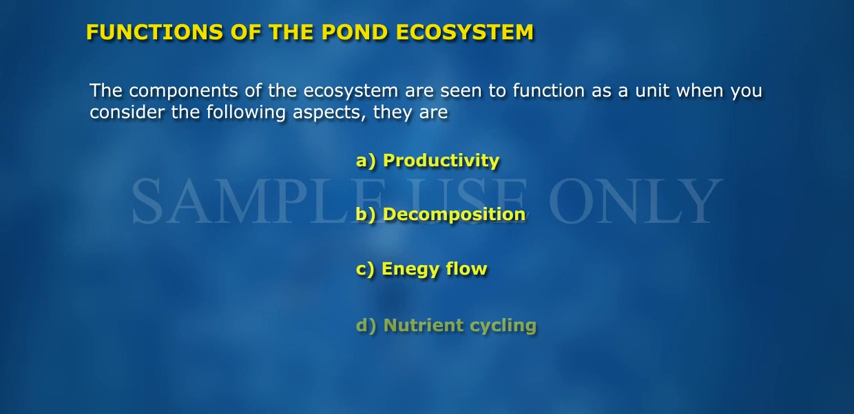 FUNCTIONS OF THE POND ECOSYSTEM
The components of the ecosystem are seen to function as a unit when you
consider the following aspects, they are
a) Productivity
SAMPLE USE ONLY
b) Decomposition
c) Enegy flow
d) Nutrient cycling